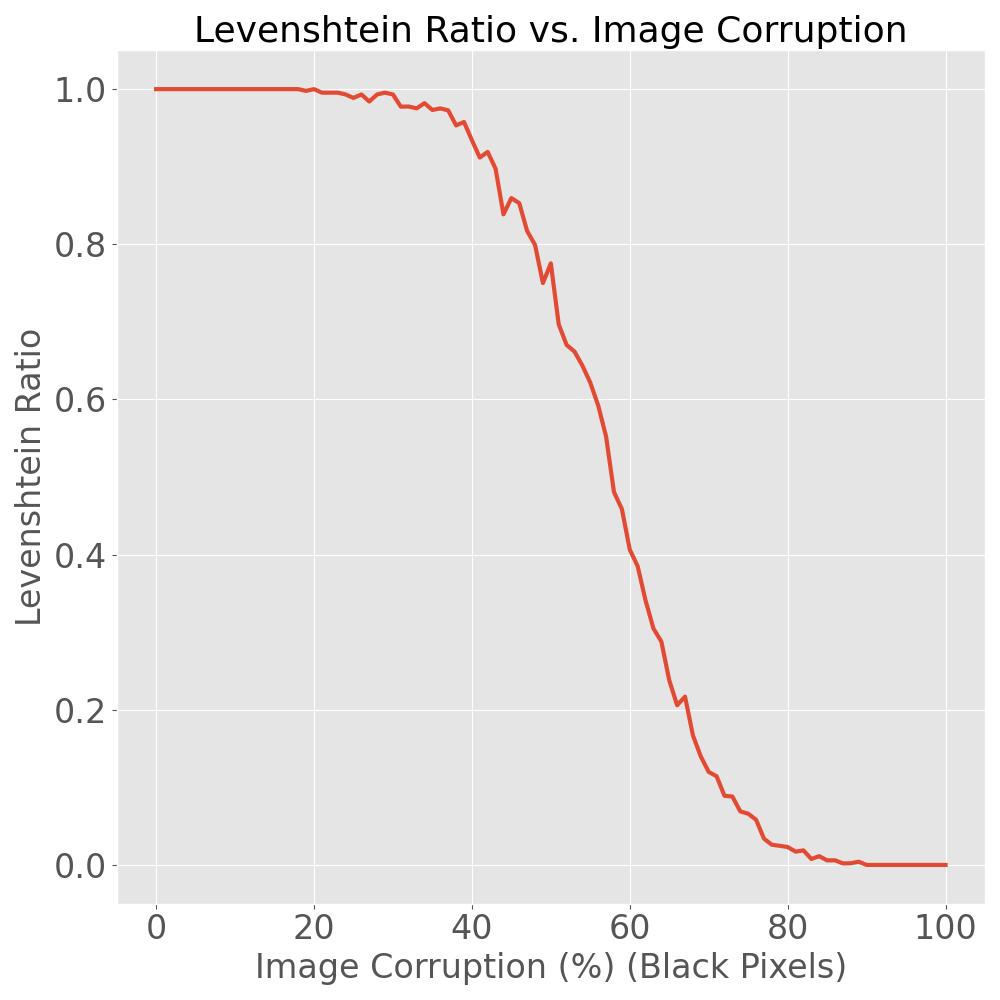 Levenshtein Ratio vs. Image Corruption
1.0
0.8
0.6
0.4
0.2
0.0
Levenshtein Ratio
0 20 40 60 80 100
Image Corruption (%) (Black Pixels)